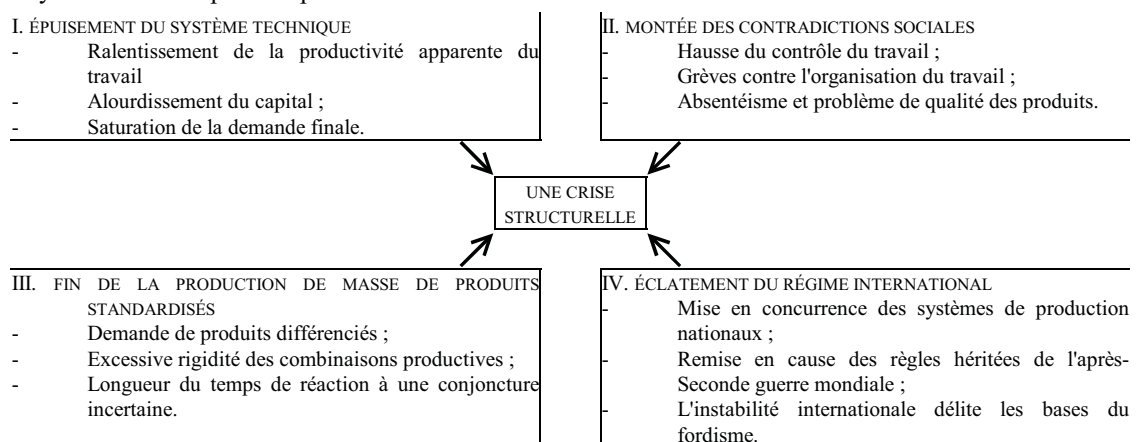 I. ÉPUISEMENT DU SYSTÈME TECHNIQUE
- Ralentissement de la productivité apparente du
travail
- Alourdissement du capital ;
- Saturation de la demande finale.
II. MONTÉE DES CONTRADICTIONS SOCIALES
- Hausse du contrôle du travail ;
- Grèves contre l'organisation du travail ;
- Absentéisme et problème de qualité des produits.
UNE CRISE
STRUCTURELLE
III. FIN DE LA PRODUCTION DE MASSE DE PRODUITS
STANDARDISÉS
- Demande de produits différenciés ;
- Excessive rigidité des combinaisons productives ;
- Longueur du temps de réaction à une conjoncture
incertaine.
IV. ÉCLATEMENT DU RÉGIME INTERNATIONAL
- Mise en concurrence des systèmes de production
nationaux ;
- Remise en cause des règles héritées de l'après-
Seconde guerre mondiale ;
- L'instabilité internationale délite les bases du
fordisme.